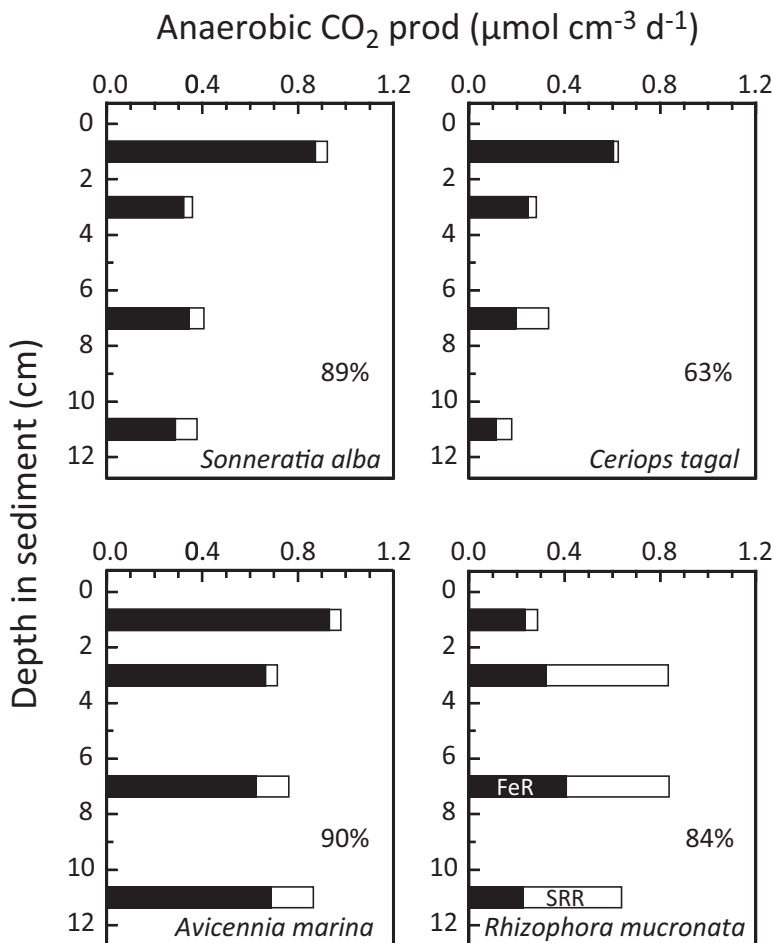 Anaerobic CO₂ prod (µmol cm⁻³ d⁻¹)
Depth in sediment (cm)
0.0 0.4 0.8 1.2
0
2
4
6
8
10
12
89%
Sonneratia alba
0.0 0.4 0.8 1.2
0
2
4
6
8
10
12
63%
Ceriops tagal
0.0 0.4 0.8 1.2
0
2
4
6
8
10
12
90%
Avicennia marina
0.0 0.4 0.8 1.2
0
2
4
6
8
10
12
FeR
84%
SRR
Rhizophora mucronata